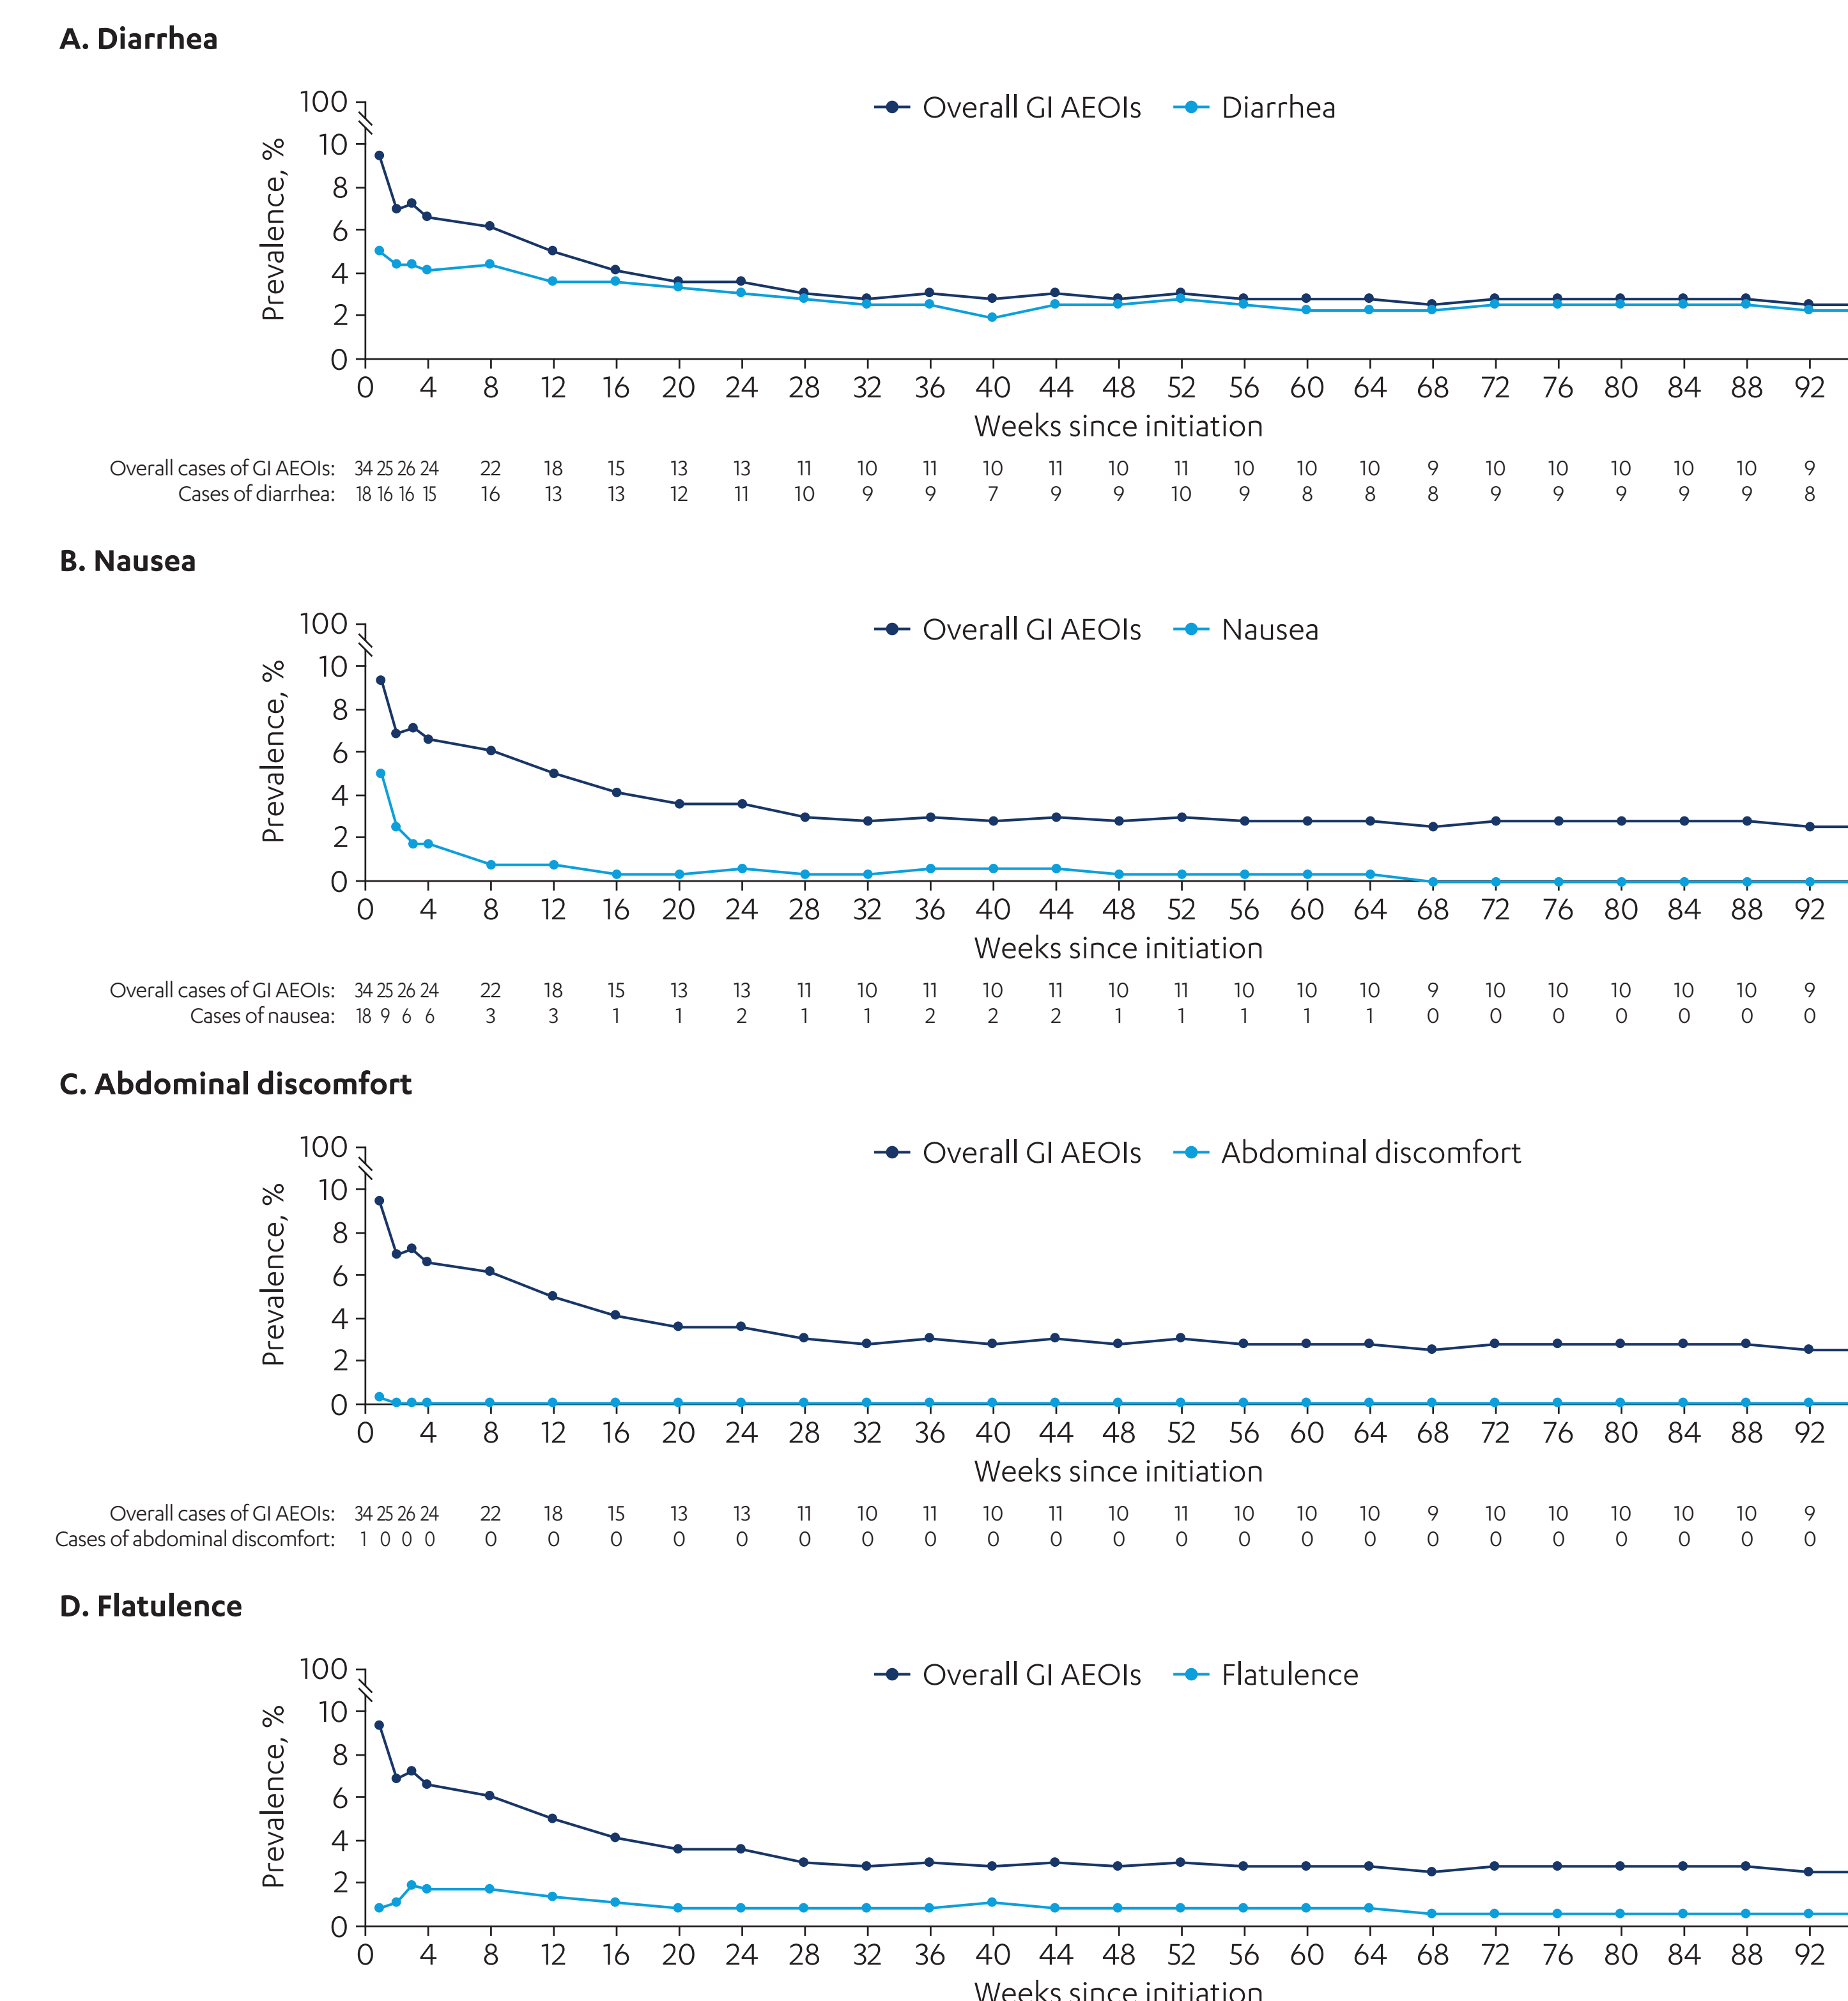 A. Diarrhea
Overall GI AEOIs Diarrhea
Prevalence, %
100
10
8
6
4
2
0
0 4 8 12 16 20 24 28 32 36 40 44 48 52 56 60 64 68 72 76 80 84 88 92
Weeks since initiation
Overall cases of GI AEOIs: 34 25 26 24 22 18 15 13 13 11 10 11 10 11 10 11 10 10 10 9 10 10 10 10 10 9
Cases of diarrhea: 18 16 16 15 16 13 13 12 11 10 9 9 7 9 9 10 9 8 8 8 9 9 9 9 9 8
B. Nausea
Overall GI AEOIs Nausea
Prevalence, %
100
10
8
6
4
2
0
0 4 8 12 16 20 24 28 32 36 40 44 48 52 56 60 64 68 72 76 80 84 88 92
Weeks since initiation
Overall cases of GI AEOIs: 34 25 26 24 22 18 15 13 13 11 10 11 10 11 10 11 10 10 10 9 10 10 10 10 10 9
Cases of nausea: 18 9 6 6 3 3 1 1 2 1 1 2 2 2 1 1 1 1 1 0 0 0 0 0 0 0
C. Abdominal discomfort
Overall GI AEOIs Abdominal discomfort
Prevalence, %
100
10
8
6
4
2
0
0 4 8 12 16 20 24 28 32 36 40 44 48 52 56 60 64 68 72 76 80 84 88 92
Weeks since initiation
Overall cases of GI AEOIs: 34 25 26 24 22 18 15 13 13 11 10 11 10 11 10 11 10 10 10 9 10 10 10 10 10 9
Cases of abdominal discomfort: 1 0 0 0 0 0 0 0 0 0 0 0 0 0 0 0 0 0 0 0 0 0 0 0 0 0
D. Flatulence
Overall GI AEOIs Flatulence
Prevalence, %
100
10
8
6
4
2
0
0 4 8 12 16 20 24 28 32 36 40 44 48 52 56 60 64 68 72 76 80 84 88 92
Weeks since initiation